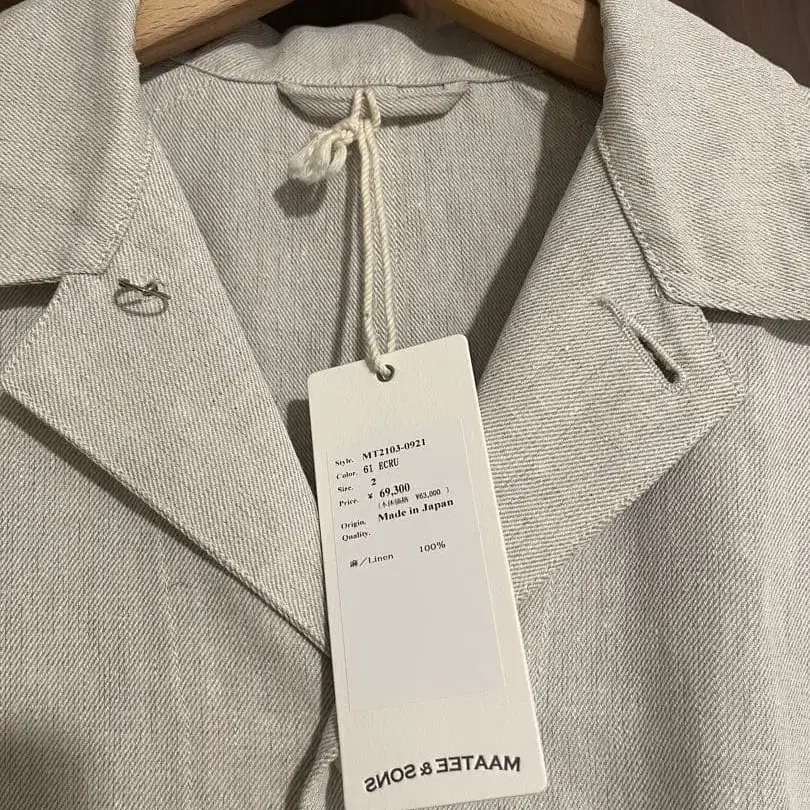 Style. MT2103-0921
Color. 61 ECRU
Size. 2
Price. ¥ 69,300
(本体価格 ¥63,000 )
Origin. Made in Japan
Quality.
麻/Linen 100%
MAATEE & SONS